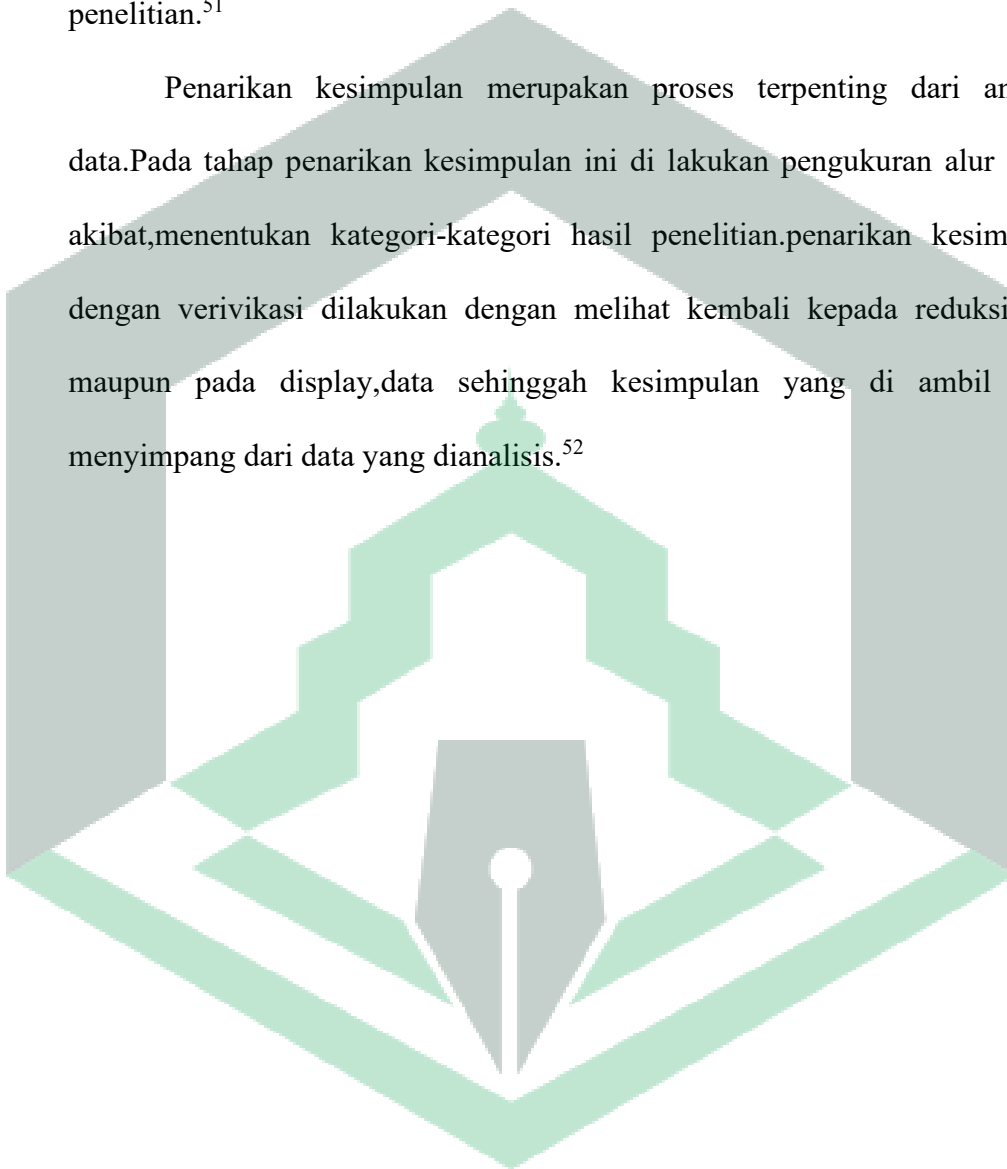 penelitian.⁵¹
Penarikan kesimpulan merupakan proses terpenting dari
data.Pada tahap penarikan kesimpulan ini di lakukan pengukuran alur
akibat,menentukan kategori-kategori hasil penelitian.penarikan
dengan verivikasi dilakukan dengan melihat kembali kepada reduksi
maupun pada display,data sehinggah kesimpulan yang di ambil
menyimpang dari data yang dianalisis.⁵²